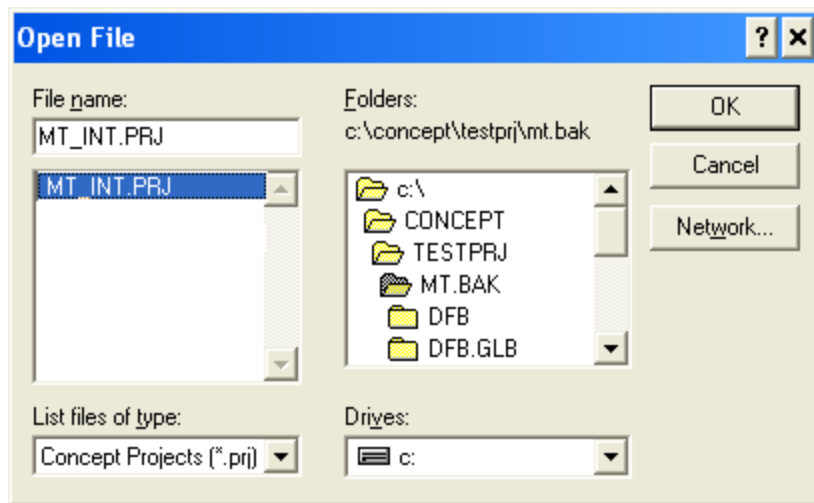 Open File
File name:
MT_INT.PRJ
MT_INT.PRJ
Folders:
c:\concept\testprj\mt.bak
c:\
CONCEPT
TESTPRJ
MT.BAK
DFB
DFB.GLB
OK
Cancel
Network...
List files of type:
Concept Projects (*.prj)
Drives:
c: